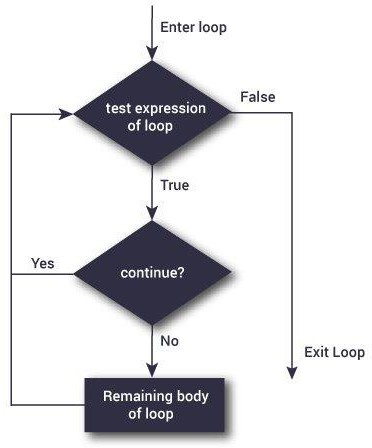 Enter loop
test expression
of loop
False
True
Yes
continue?
No
Exit Loop
Remaining body
of loop